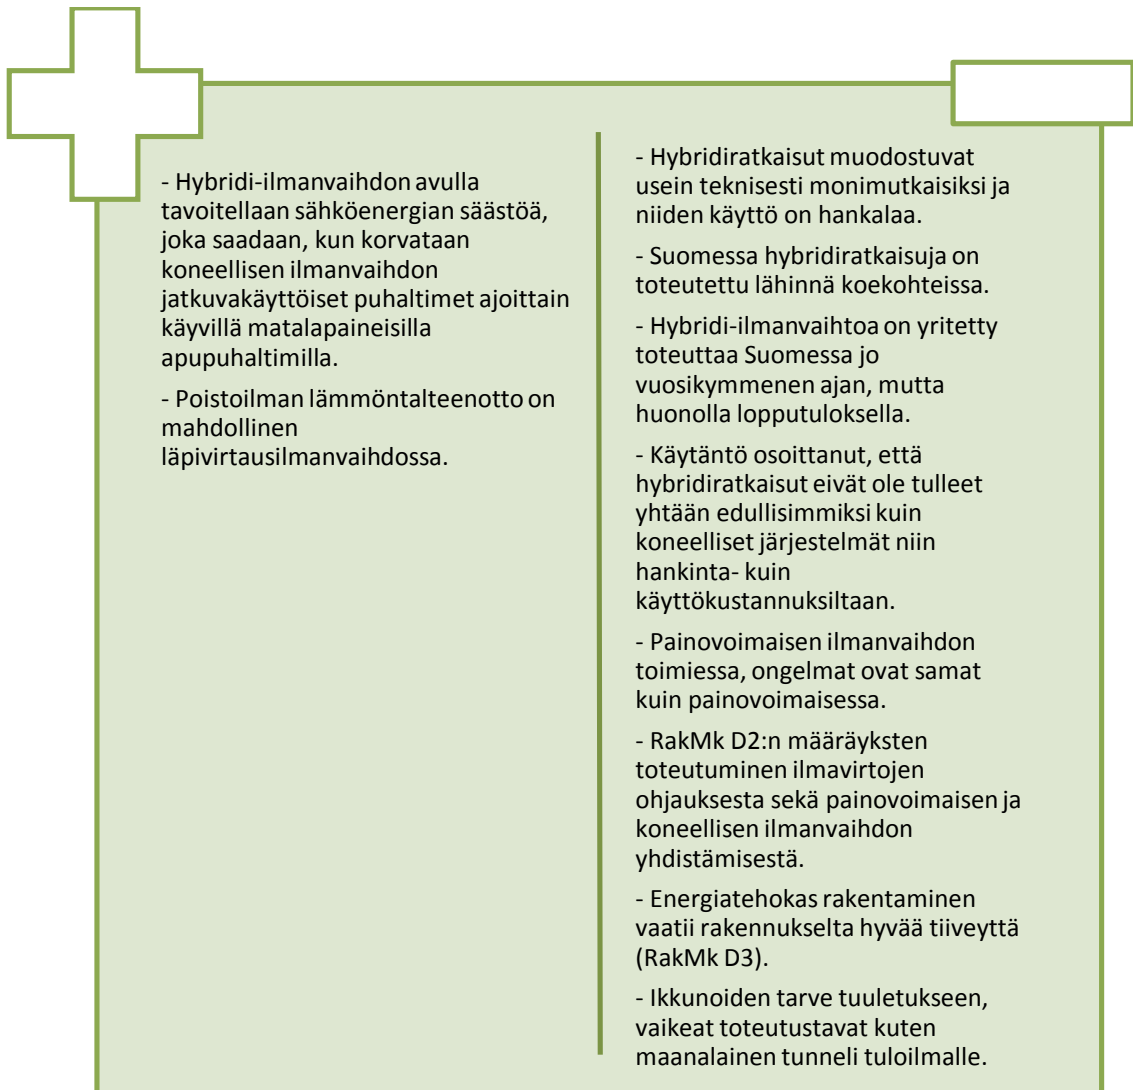 - Hybridi-ilmanvaihdon avulla
tavoitellaan sähköenergian säästöä,
joka saadaan, kun korvataan
koneellisen ilmanvaihdon
jatkuvakäyttöiset puhaltimet ajoittain
käyvillä matalapaineisilla
apupuhaltimilla.
- Poistoilman lämmöntalteenotto on
mahdollinen
läpivirtausilmanvaihdossa.
- Hybridiratkaisut muodostuvat
usein teknisesti monimutkaisiksi ja
niiden käyttö on hankalaa.
- Suomessa hybridiratkaisuja on
toteutettu lähinnä koekohteissa.
- Hybridi-ilmanvaihtoa on yritetty
toteuttaa Suomessa jo
vuosikymmenen ajan, mutta
huonolla lopputuloksella.
- Käytäntö osoittanut, että
hybridiratkaisut eivät ole tulleet
yhtään edullisimmiksi kuin
koneelliset järjestelmät niin
hankinta- kuin
käyttökustannuksiltaan.
- Painovoimaisen ilmanvaihdon
toimiessa, ongelmat ovat samat
kuin painovoimaisessa.
- RakMk D2:n määräyksten
toteutuminen ilmavirtojen
ohjauksesta sekä painovoimaisen ja
koneellisen ilmanvaihdon
yhdistämisestä.
- Energiatehokas rakentaminen
vaatii rakennukselta hyvää tiiveyttä
(RakMk D3).
- Ikkunoiden tarve tuuletukseen,
vaikeat toteutustavat kuten
maanalainen tunneli tuloilmalle.